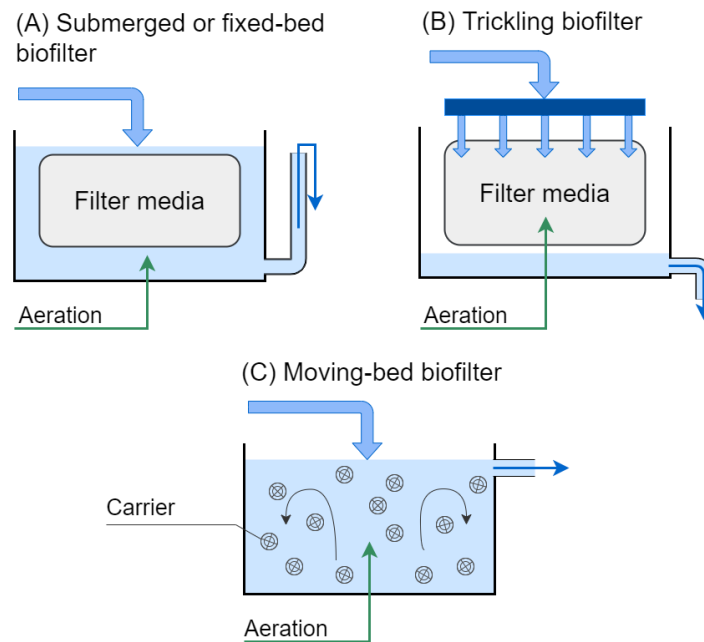 (A) Submerged or fixed-bed
biofilter
Filter media
Aeration
(B) Trickling biofilter
Filter media
Aeration
(C) Moving-bed biofilter
Carrier
Aeration